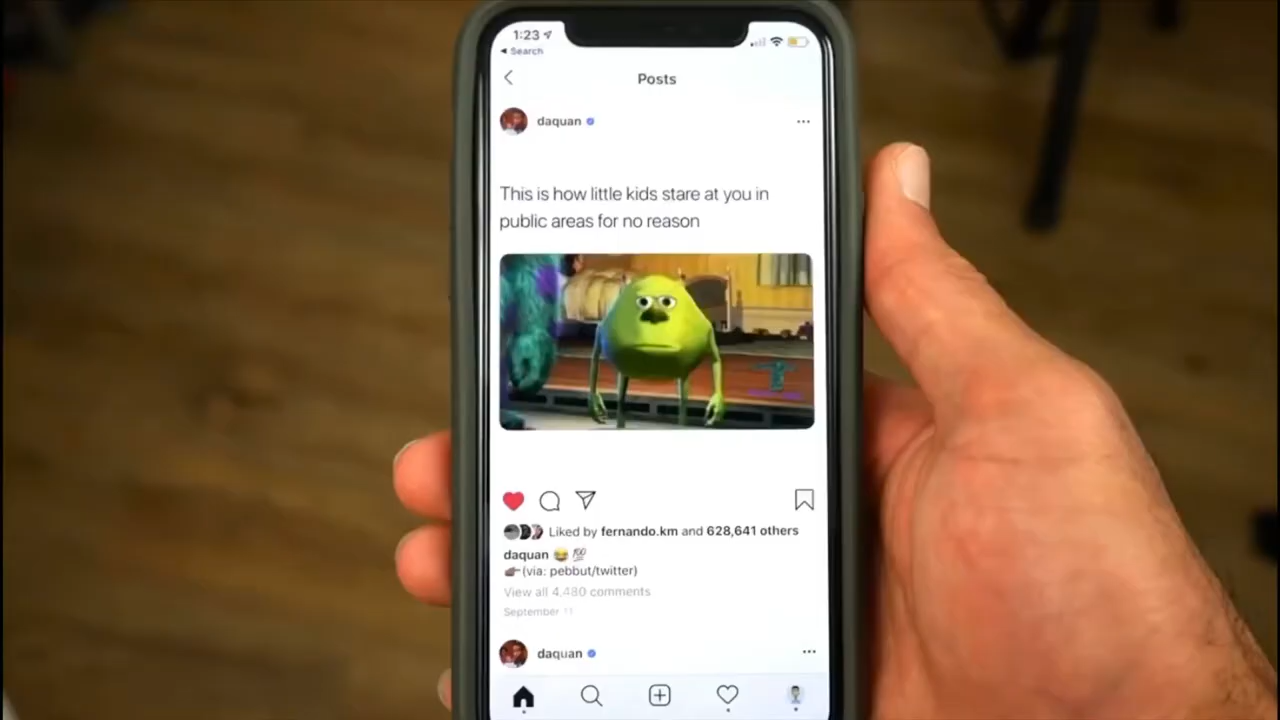 1:23
Search
Posts
daquan
This is how little kids stare at you in
public areas for no reason
Liked by fernando.km and 628,641 others
daquan 😂 💯
(via: pebbut/twitter)
View all 4,480 comments
September 11
daquan